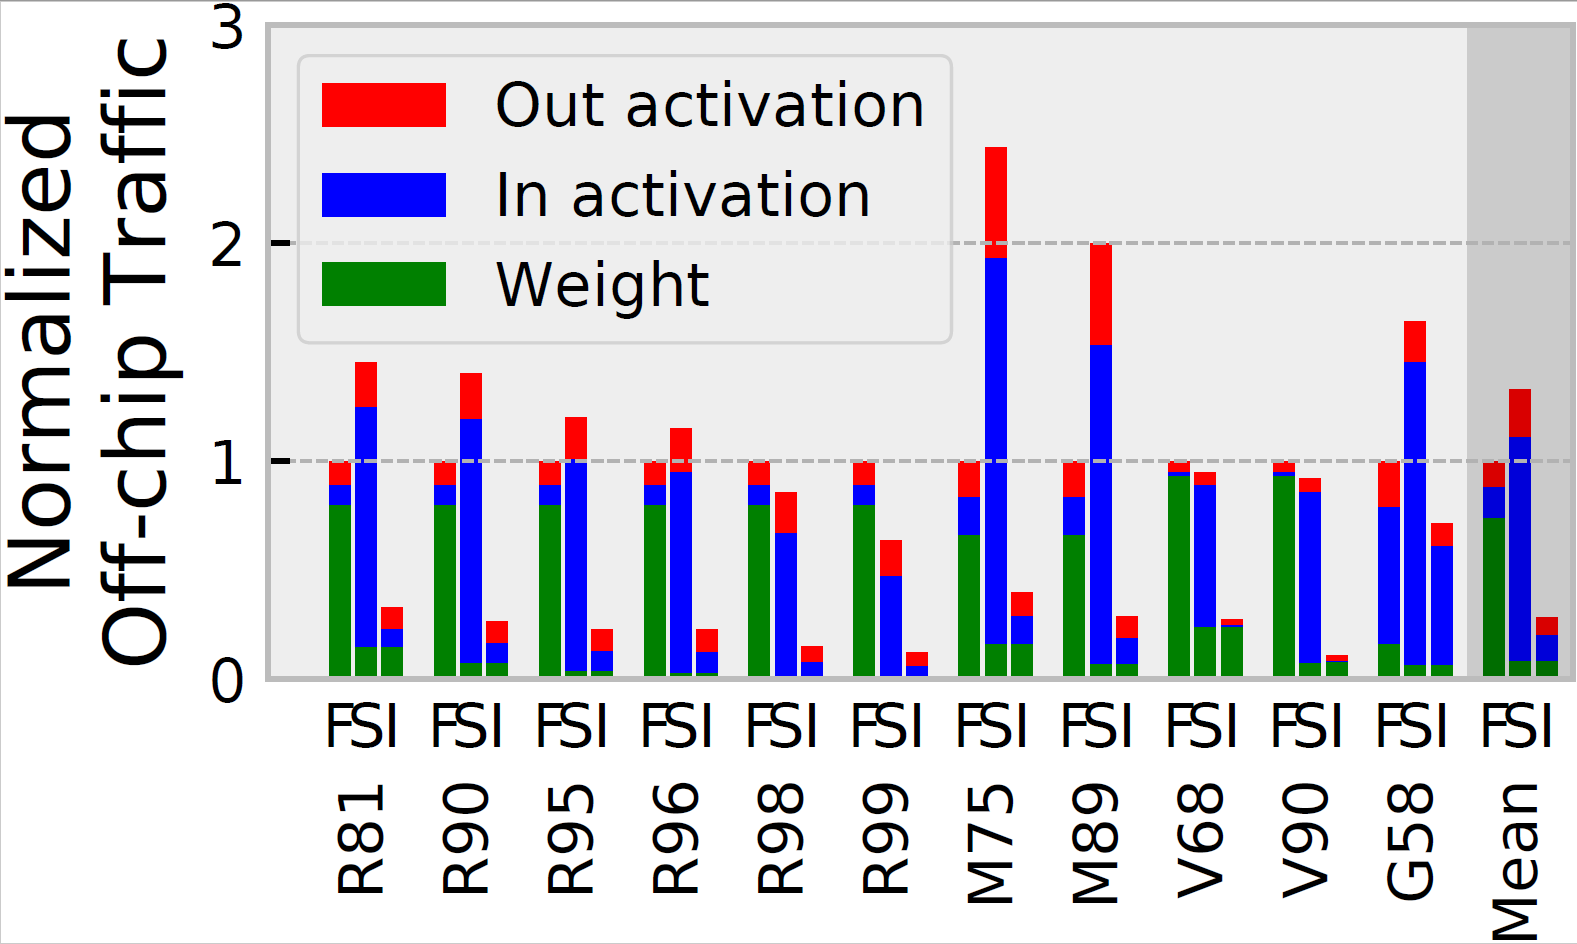 Normalized
Off-chip Traffic
3
2
1
0
Out activation
In activation
Weight
FSI FSI FSI FSI FSI FSI FSI FSI FSI FSI FSI FSI
R81 R90 R95 R96 R98 R99 M75 M89 V68 V90 G58 Mean